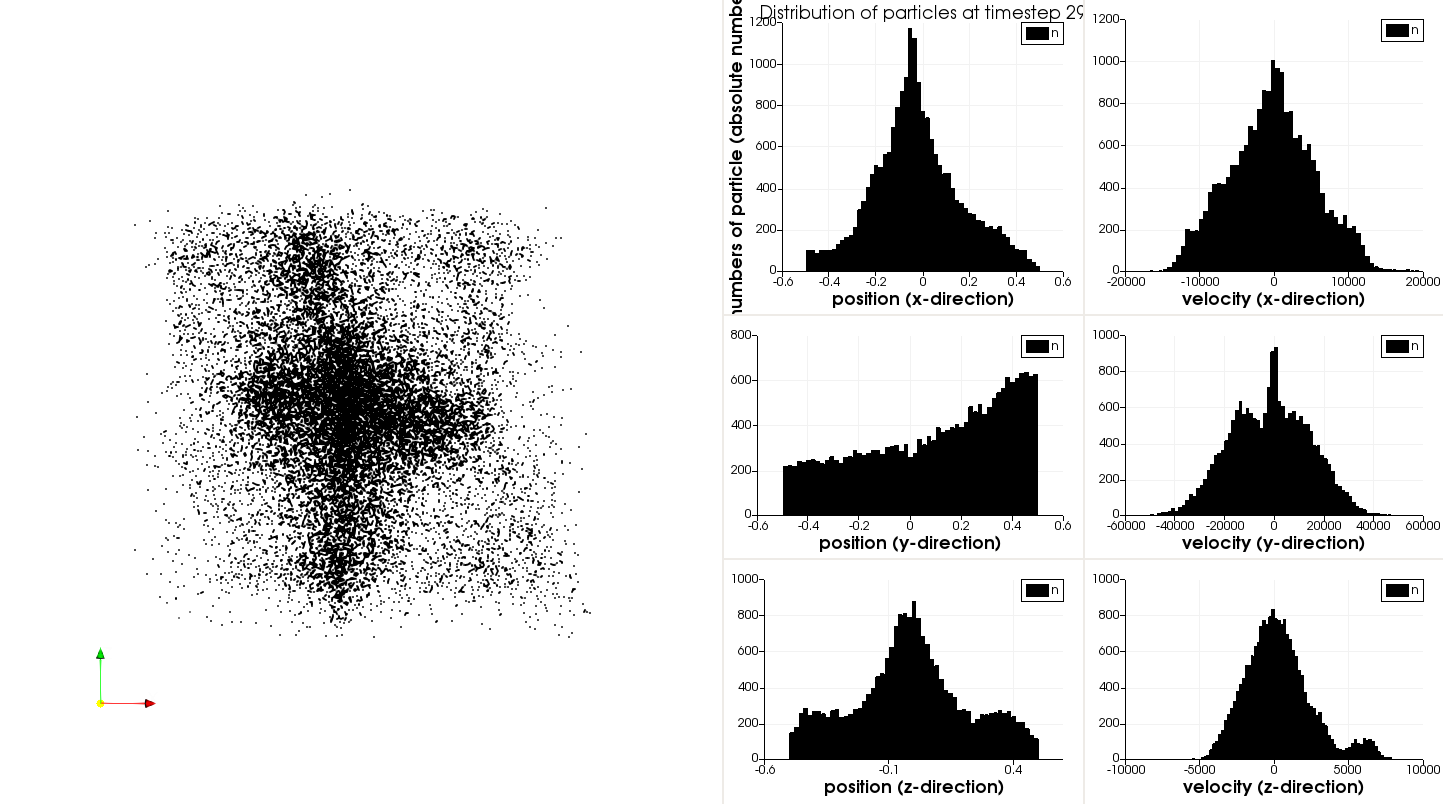 Distribution of particles at timestep 29
numbers of particle (absolute numbe
1200
1000
800
600
400
200
0
-0.6 -0.4 -0.2 0 0.2 0.4 0.6
position (x-direction)
n
1200
1000
800
600
400
200
0
-20000 -10000 0 10000 20000
velocity (x-direction)
n
800
600
400
200
0
-0.6 -0.4 -0.2 0 0.2 0.4 0.6
position (y-direction)
n
1000
800
600
400
200
0
-60000 -40000 -20000 0 20000 40000 60000
velocity (y-direction)
n
1000
800
600
400
200
0
-0.6 -0.1 0.4
position (z-direction)
n
1000
800
600
400
200
0
-10000 -5000 0 5000 10000
velocity (z-direction)
n